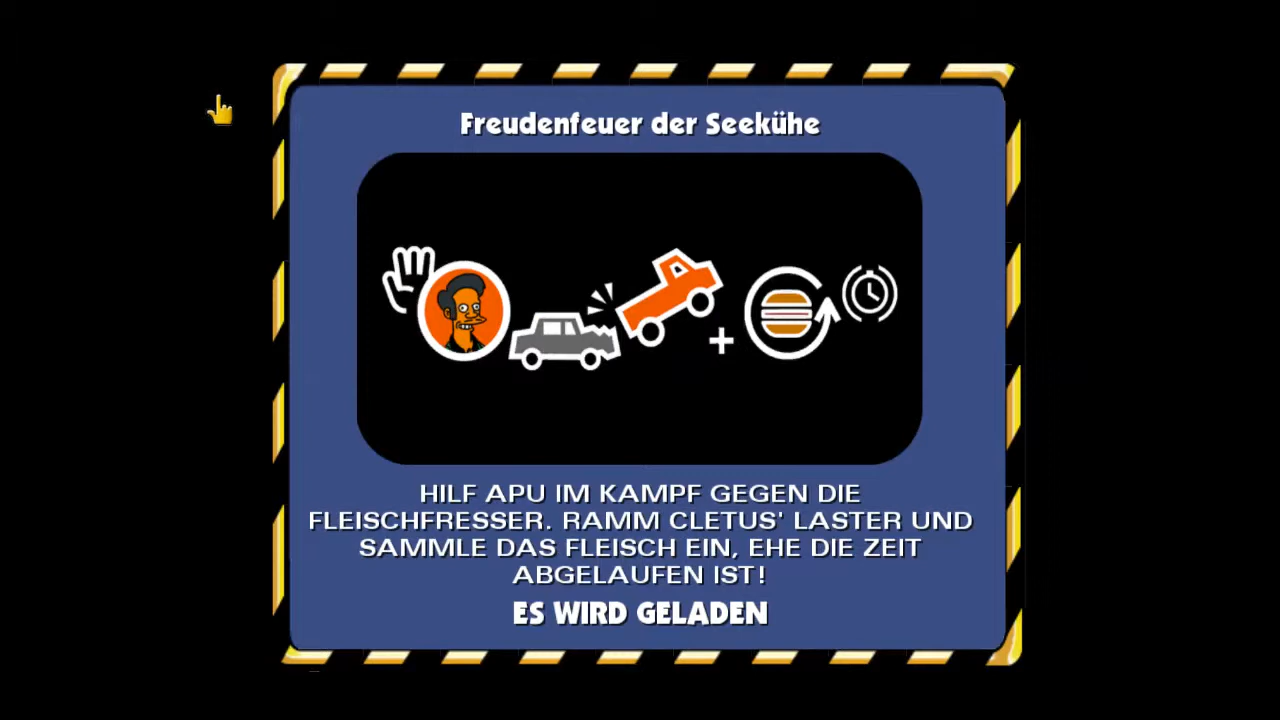 Freudenfeuer der Seekühe
HILF APU IM KAMPF GEGEN DIE
FLEISCHFRESSER. RAMM CLETUS' LASTER UND
SAMMLE DAS FLEISCH EIN, EHE DIE ZEIT
ABGELAUFEN IST!
ES WIRD GELADEN